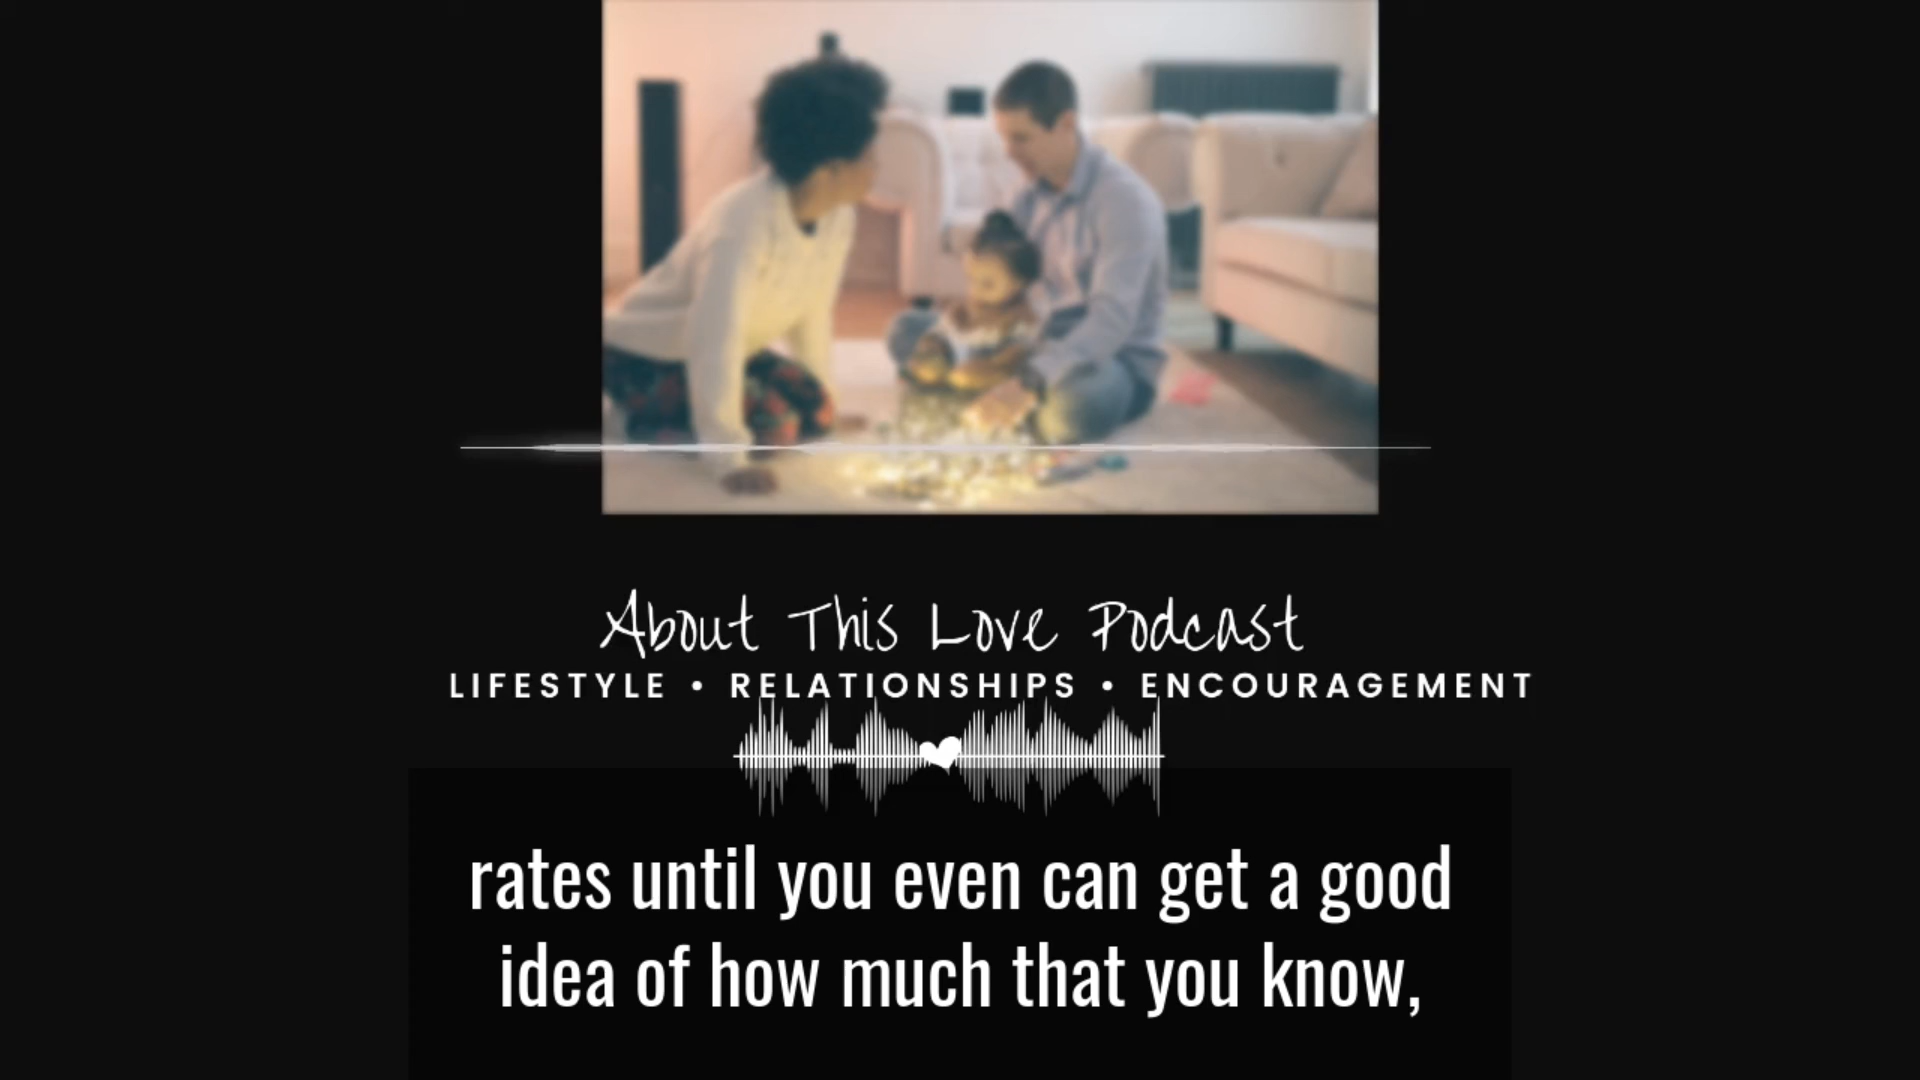 About This Love Podcast
LIFESTYLE • RELATIONSHIPS • ENCOURAGEMENT
rates until you even can get a good
idea of how much that you know,